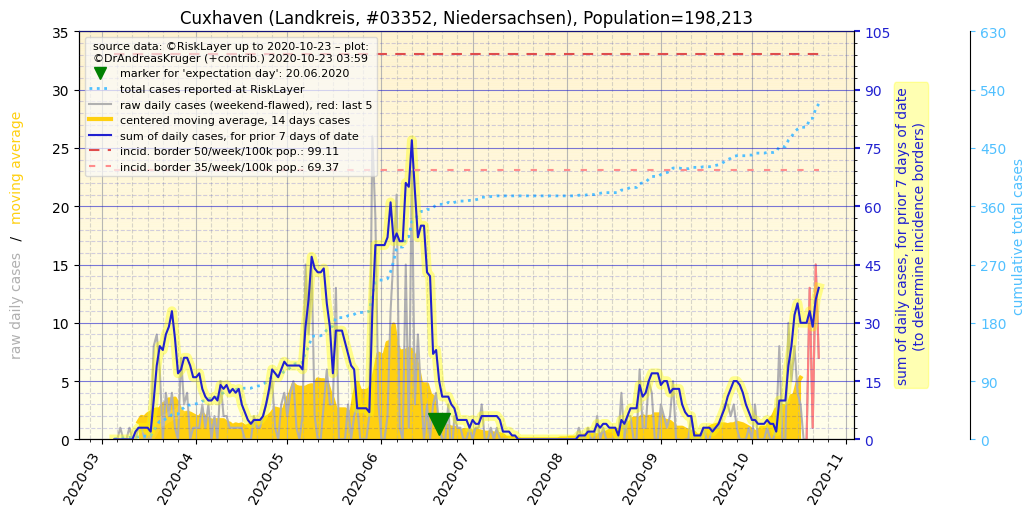 Cuxhaven (Landkreis, #03352, Niedersachsen), Population=198,213
source data: ©RiskLayer up to 2020-10-23 – plot:
©DrAndreasKruger (+contrib.) 2020-10-23 03:59
marker for 'expectation day': 20.06.2020
total cases reported at RiskLayer
raw daily cases (weekend-flawed), red: last 5
centered moving average, 14 days cases
sum of daily cases, for prior 7 days of date
incid. border 50/week/100k pop.: 99.11
incid. border 35/week/100k pop.: 69.37
raw daily cases / moving average
35
30
25
20
15
10
5
0
105
90
75
60
45
30
15
0
sum of daily cases, for prior 7 days of date
(to determine incidence borders)
630
540
450
360
270
180
90
0
cumulative total cases
2020-03
2020-04
2020-05
2020-06
2020-07
2020-08
2020-09
2020-10
2020-11